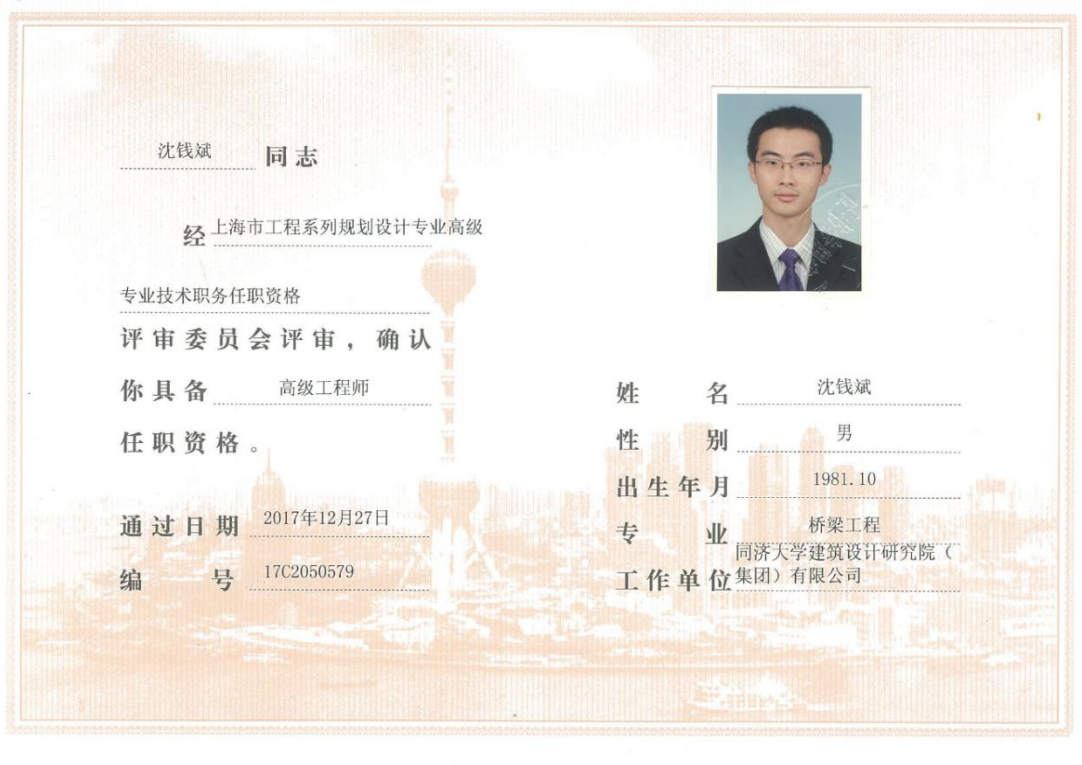 沈钱斌 同志
经 上海市工程系列规划设计专业高级
专业技术职务任职资格
评审委员会评审，确认
你具备 高级工程师
任职资格。
通过日期 2017年12月27日
编号 17C2050579
姓名 沈钱斌
性别 男
出生年月 1981.10
专业 桥梁工程
工作单位 同济大学建筑设计研究院（
集团）有限公司